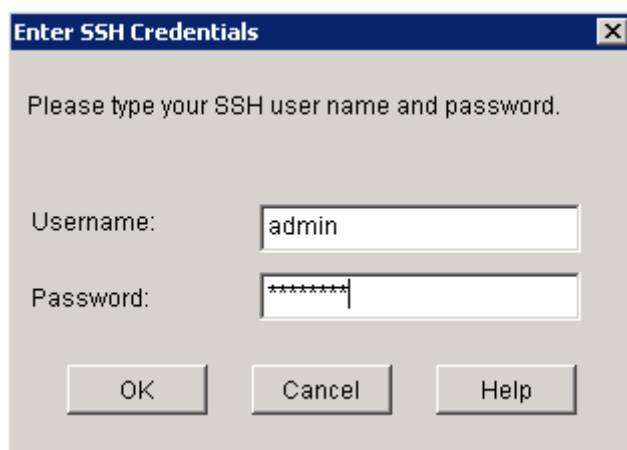 Enter SSH Credentials
Please type your SSH user name and password.
Username: admin
Password: ********
OK Cancel Help